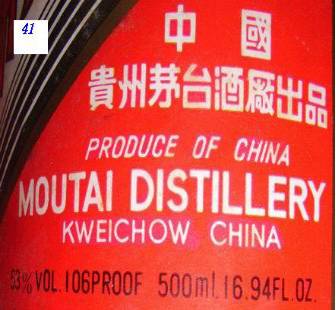 41
中國
貴州茅台酒廠出品
PRODUCE OF CHINA
MOUTAI DISTILLERY
KWEICHOW CHINA
53% VOL. 106PROOF 500ml. 16.94FL.OZ.